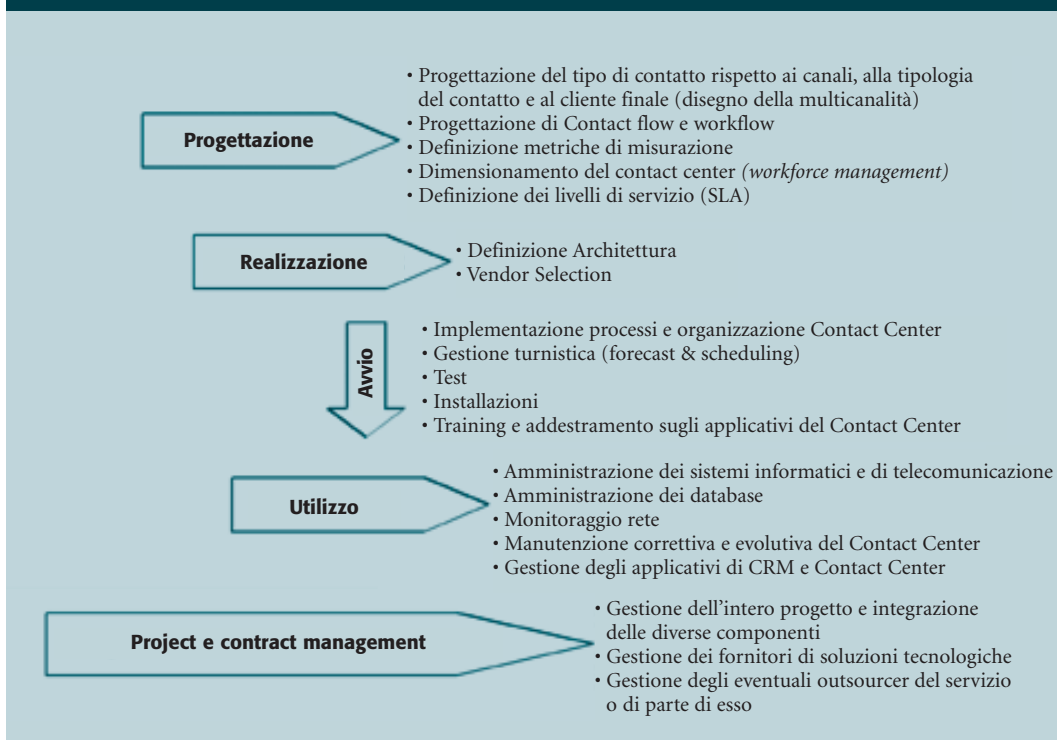 Progettazione
• Progettazione del tipo di contatto rispetto ai canali, alla tipologia
del contatto e al cliente finale (disegno della multicanalità)
• Progettazione di Contact flow e workflow
• Definizione metriche di misurazione
• Dimensionamento del contact center (workforce management)
• Definizione dei livelli di servizio (SLA)
Realizzazione
• Definizione Architettura
• Vendor Selection
Avvio
• Implementazione processi e organizzazione Contact Center
• Gestione turnistica (forecast & scheduling)
• Test
• Installazioni
• Training e addestramento sugli applicativi del Contact Center
Utilizzo
• Amministrazione dei sistemi informatici e di telecomunicazione
• Amministrazione dei database
• Monitoraggio rete
• Manutenzione correttiva e evolutiva del Contact Center
• Gestione degli applicativi di CRM e Contact Center
Project e contract management
• Gestione dell'intero progetto e integrazione
delle diverse componenti
• Gestione dei fornitori di soluzioni tecnologiche
• Gestione degli eventuali outsourcer del servizio
o di parte di esso